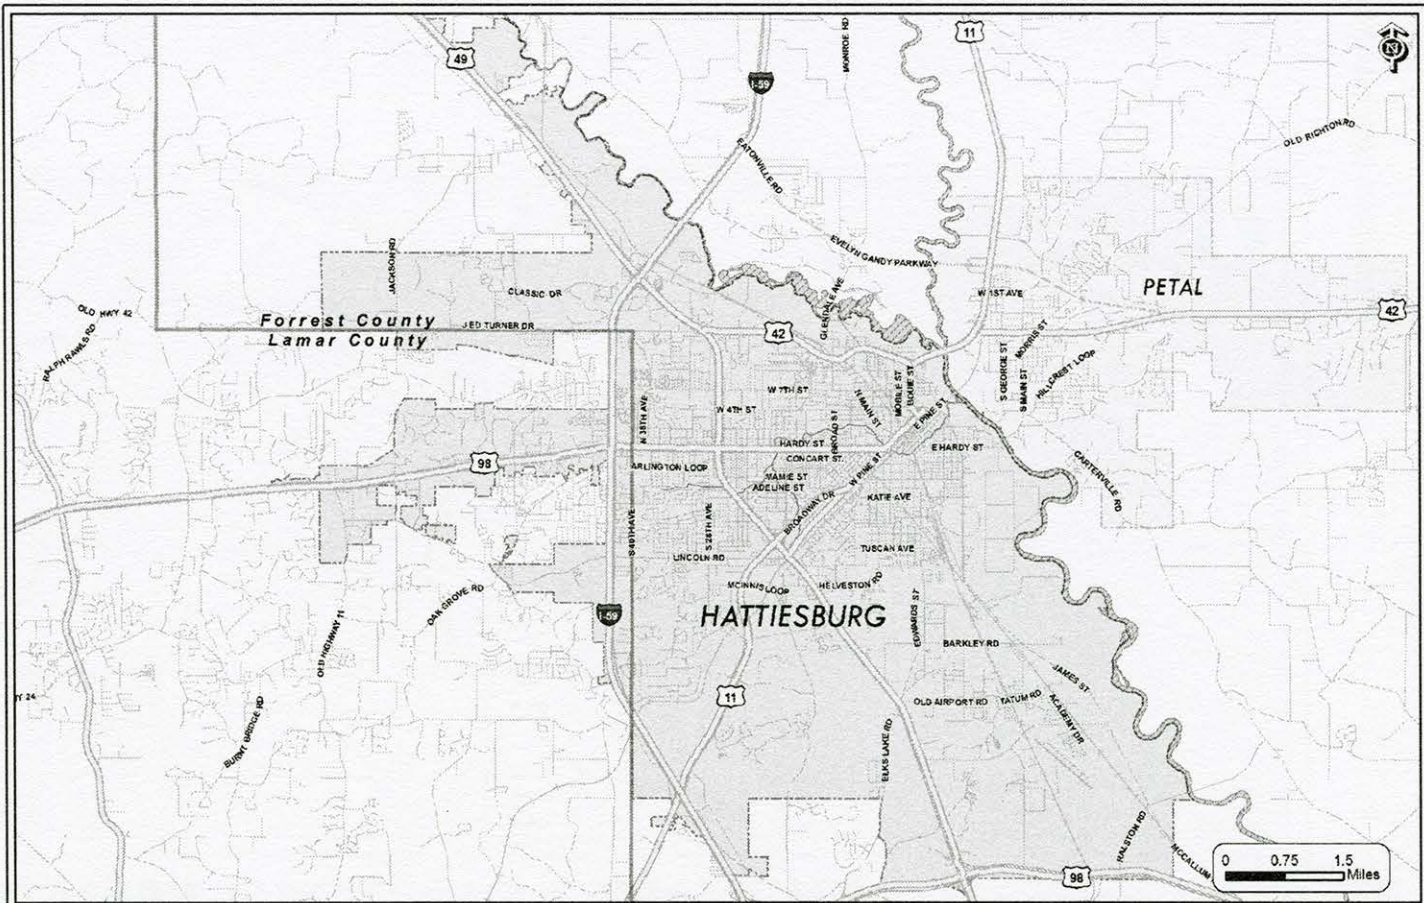 11
MONROE RD
49
I-59
N
OLD RICHTON RD
EATONVILLE RD
EVELYN GANDY PARKWAY
JACKSON RD
CLASSIC DR
GLENDALE AVE
W 1ST AVE
PETAL
OLD HWY 42
Forrest County
JED TURNER DR
Lamar County
42
42
RALPH RAWLS RD
S GEORGE ST
MORRIS ST
S MAIN ST
HILLCREST LOOP
W 7TH ST
N MAIN ST
MOBILE ST
BOUIE ST
W 4TH ST
N 38TH AVE
BROAD ST
E PINE ST
HARDY ST
E HARDY ST
CONCART ST.
98
ARLINGTON LOOP
MAMIE ST
ADELINE ST
W PINE ST
CARTERVILLE RD
KATIE AVE
BROADWAY DR
S 40TH AVE
S 28TH AVE
LINCOLN RD
TUSCAN AVE
MCINNIS LOOP
HELVESTON RD
OAK GROVE RD
OLD HIGHWAY 11
I-59
HATTIESBURG
EDWARDS ST
BARKLEY RD
JAMES ST
Y 24
11
OLD AIRPORT RD
TATUM RD
ACADEMY DR
BURNT BRIDGE RD
ELKS LAKE RD
RALSTON RD
MCCALLUM
98
0 0.75 1.5
Miles